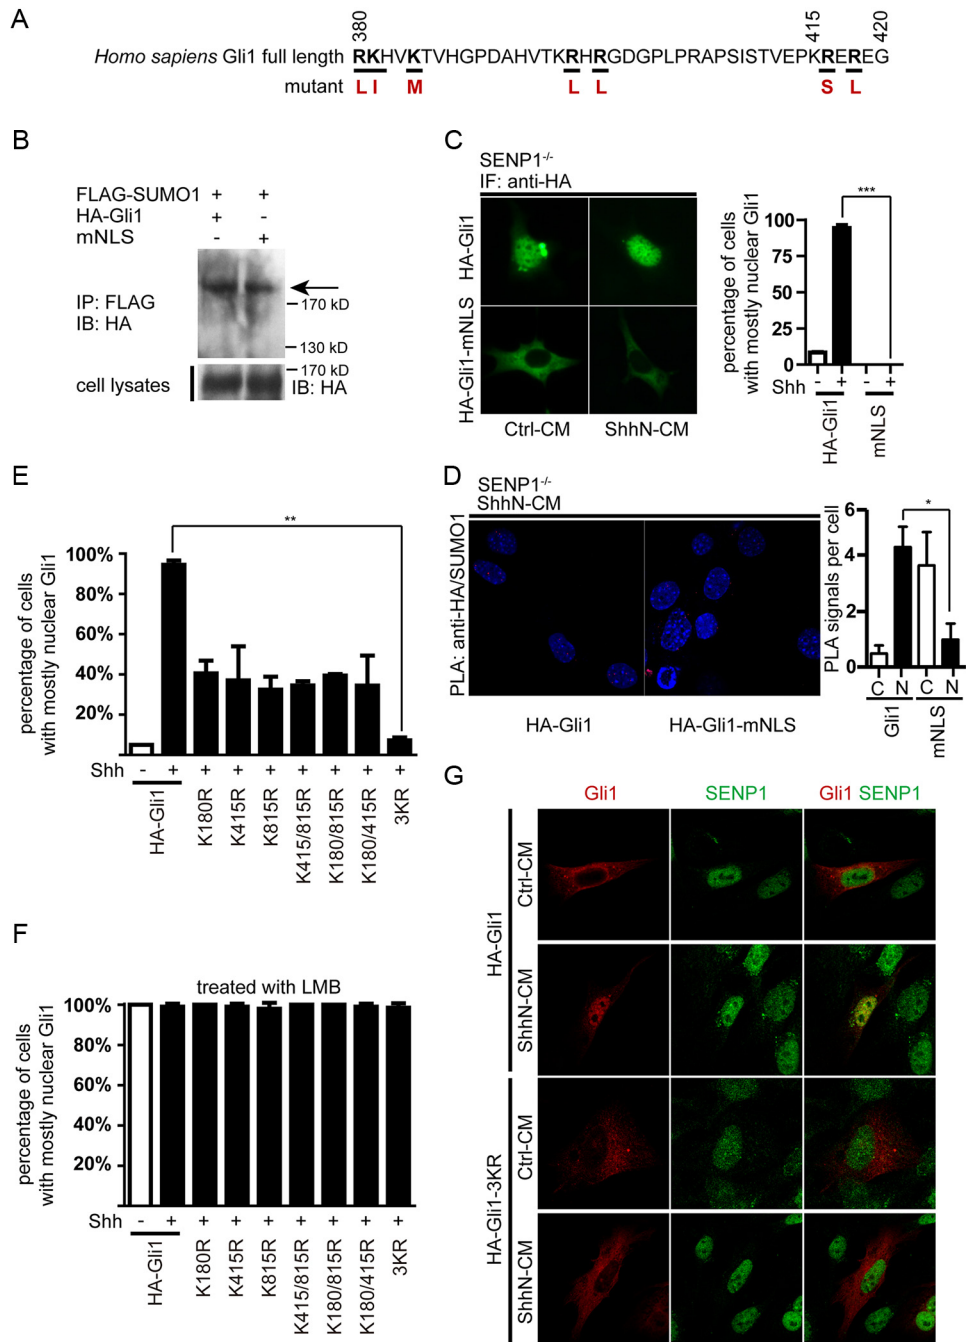 A
380
415
420
Homo sapiens Gli1 full length RKHVKTVHGPDAHVTKRHRGDGPLPRAPSISTVEPKRERREG
mutant L I M L L S L
B
FLAG-SUMO1 + +
HA-Gli1 + -
mNLS - +
IP: FLAG
IB: HA
170 kD
130 kD
cell lysates
170 kD
IB: HA
C
SENP1-/-
IF: anti-HA
HA-Gli1
HA-Gli1-mNLS
Ctrl-CM ShhN-CM
percentage of cells
with mostly nuclear Gli1
***
100
75
50
25
0
Shh - + - +
HA-Gli1
mNLS
D
SENP1-/-
ShhN-CM
PLA: anti-HA/SUMO1
HA-Gli1 HA-Gli1-mNLS
PLA signals per cell
*
6
4
2
0
C N C N
Gli1
mNLS
E
percentage of cells
with mostly nuclear Gli1
**
100%
80%
60%
40%
20%
Shh - + + + + + + + +
HA-Gli1
K180R
K415R
K815R
K415/815R
K180/815R
K180/415R
3KR
F
treated with LMB
percentage of cells
with mostly nuclear Gli1
100%
80%
60%
40%
20%
Shh - + + + + + + + +
HA-Gli1
K180R
K415R
K815R
K415/815R
K180/815R
K180/415R
3KR
G
Gli1 SENP1 Gli1 SENP1
HA-Gli1
Ctrl-CM
ShhN-CM
HA-Gli1-3KR
Ctrl-CM
ShhN-CM